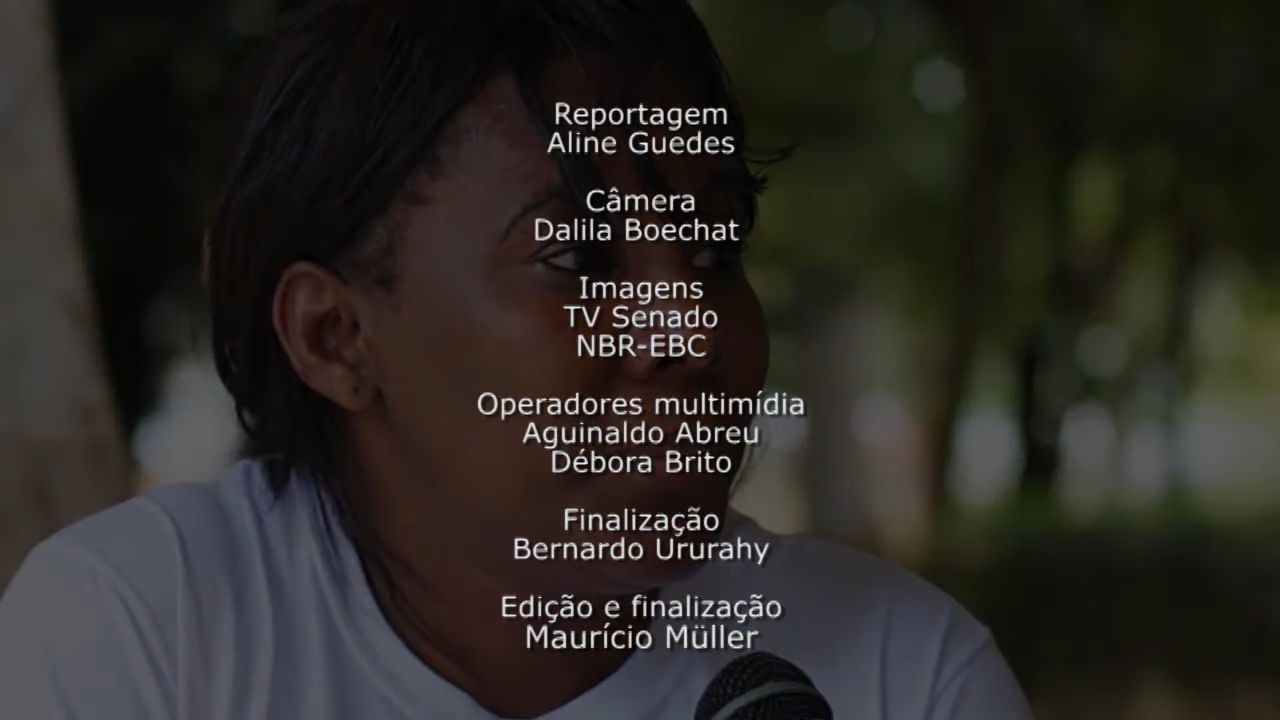 Reportagem
Aline Guedes
Câmera
Dalila Boechat
Imagens
TV Senado
NBR-EBC
Operadores multimídia
Aguinaldo Abreu
Débora Brito
Finalização
Bernardo Ururahy
Edição e finalização
Maurício Müller